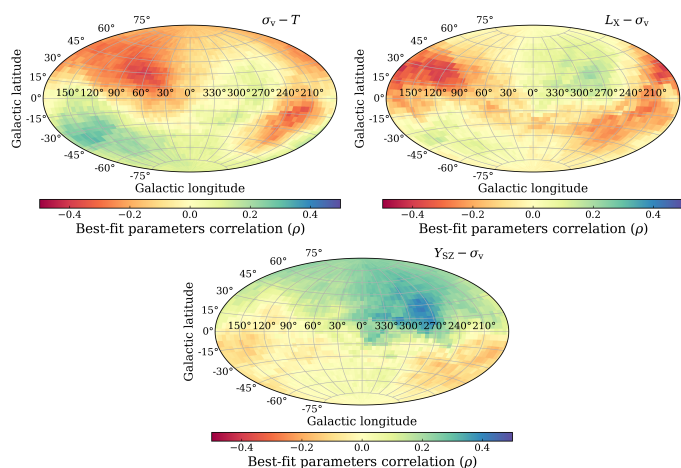 σv − T
75°
60°
45°
30°
15°
0°
-15°
-30°
-45°
-60°
-75°
150° 120° 90° 60° 30° 0° 330° 300° 270° 240° 210°
Galactic latitude
Galactic longitude
−0.4 −0.2 0.0 0.2 0.4
Best-fit parameters correlation (ρ)
LX − σv
75°
60°
45°
30°
15°
0°
-15°
-30°
-45°
-60°
-75°
150° 120° 90° 60° 30° 0° 330° 300° 270° 240° 210°
Galactic latitude
Galactic longitude
−0.4 −0.2 0.0 0.2 0.4
Best-fit parameters correlation (ρ)
YSZ − σv
75°
60°
45°
30°
15°
0°
-15°
-30°
-45°
-60°
-75°
150° 120° 90° 60° 30° 0° 330° 300° 270° 240° 210°
Galactic latitude
Galactic longitude
−0.4 −0.2 0.0 0.2 0.4
Best-fit parameters correlation (ρ)